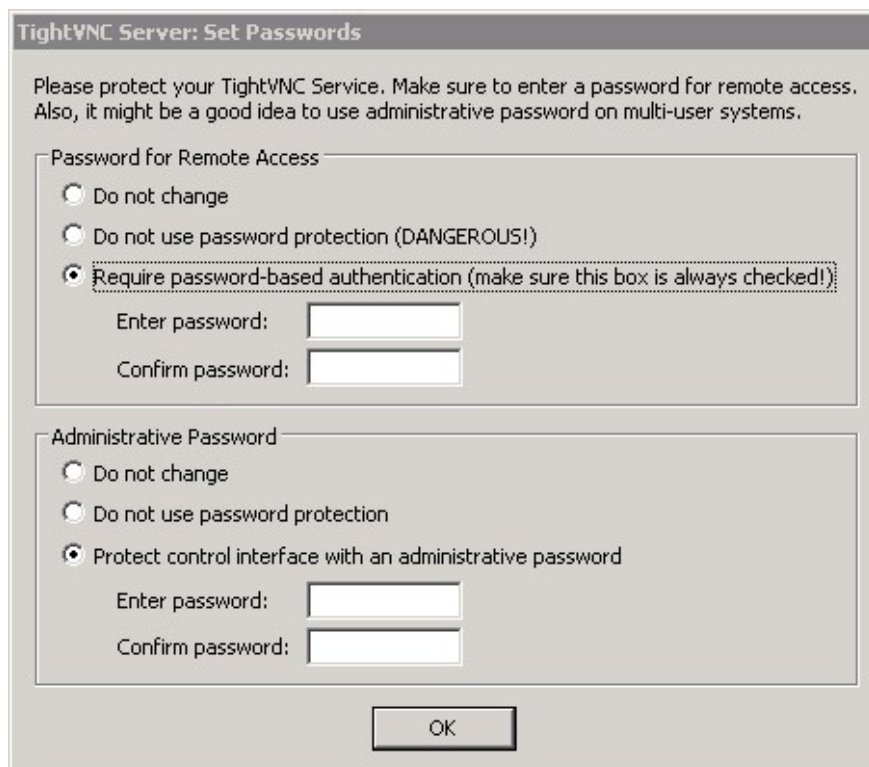 TightVNC Server: Set Passwords
Please protect your TightVNC Service. Make sure to enter a password for remote access.
Also, it might be a good idea to use administrative password on multi-user systems.
Password for Remote Access
Do not change
Do not use password protection (DANGEROUS!)
Require password-based authentication (make sure this box is always checked!)
Enter password:
Confirm password:
Administrative Password
Do not change
Do not use password protection
Protect control interface with an administrative password
Enter password:
Confirm password:
OK